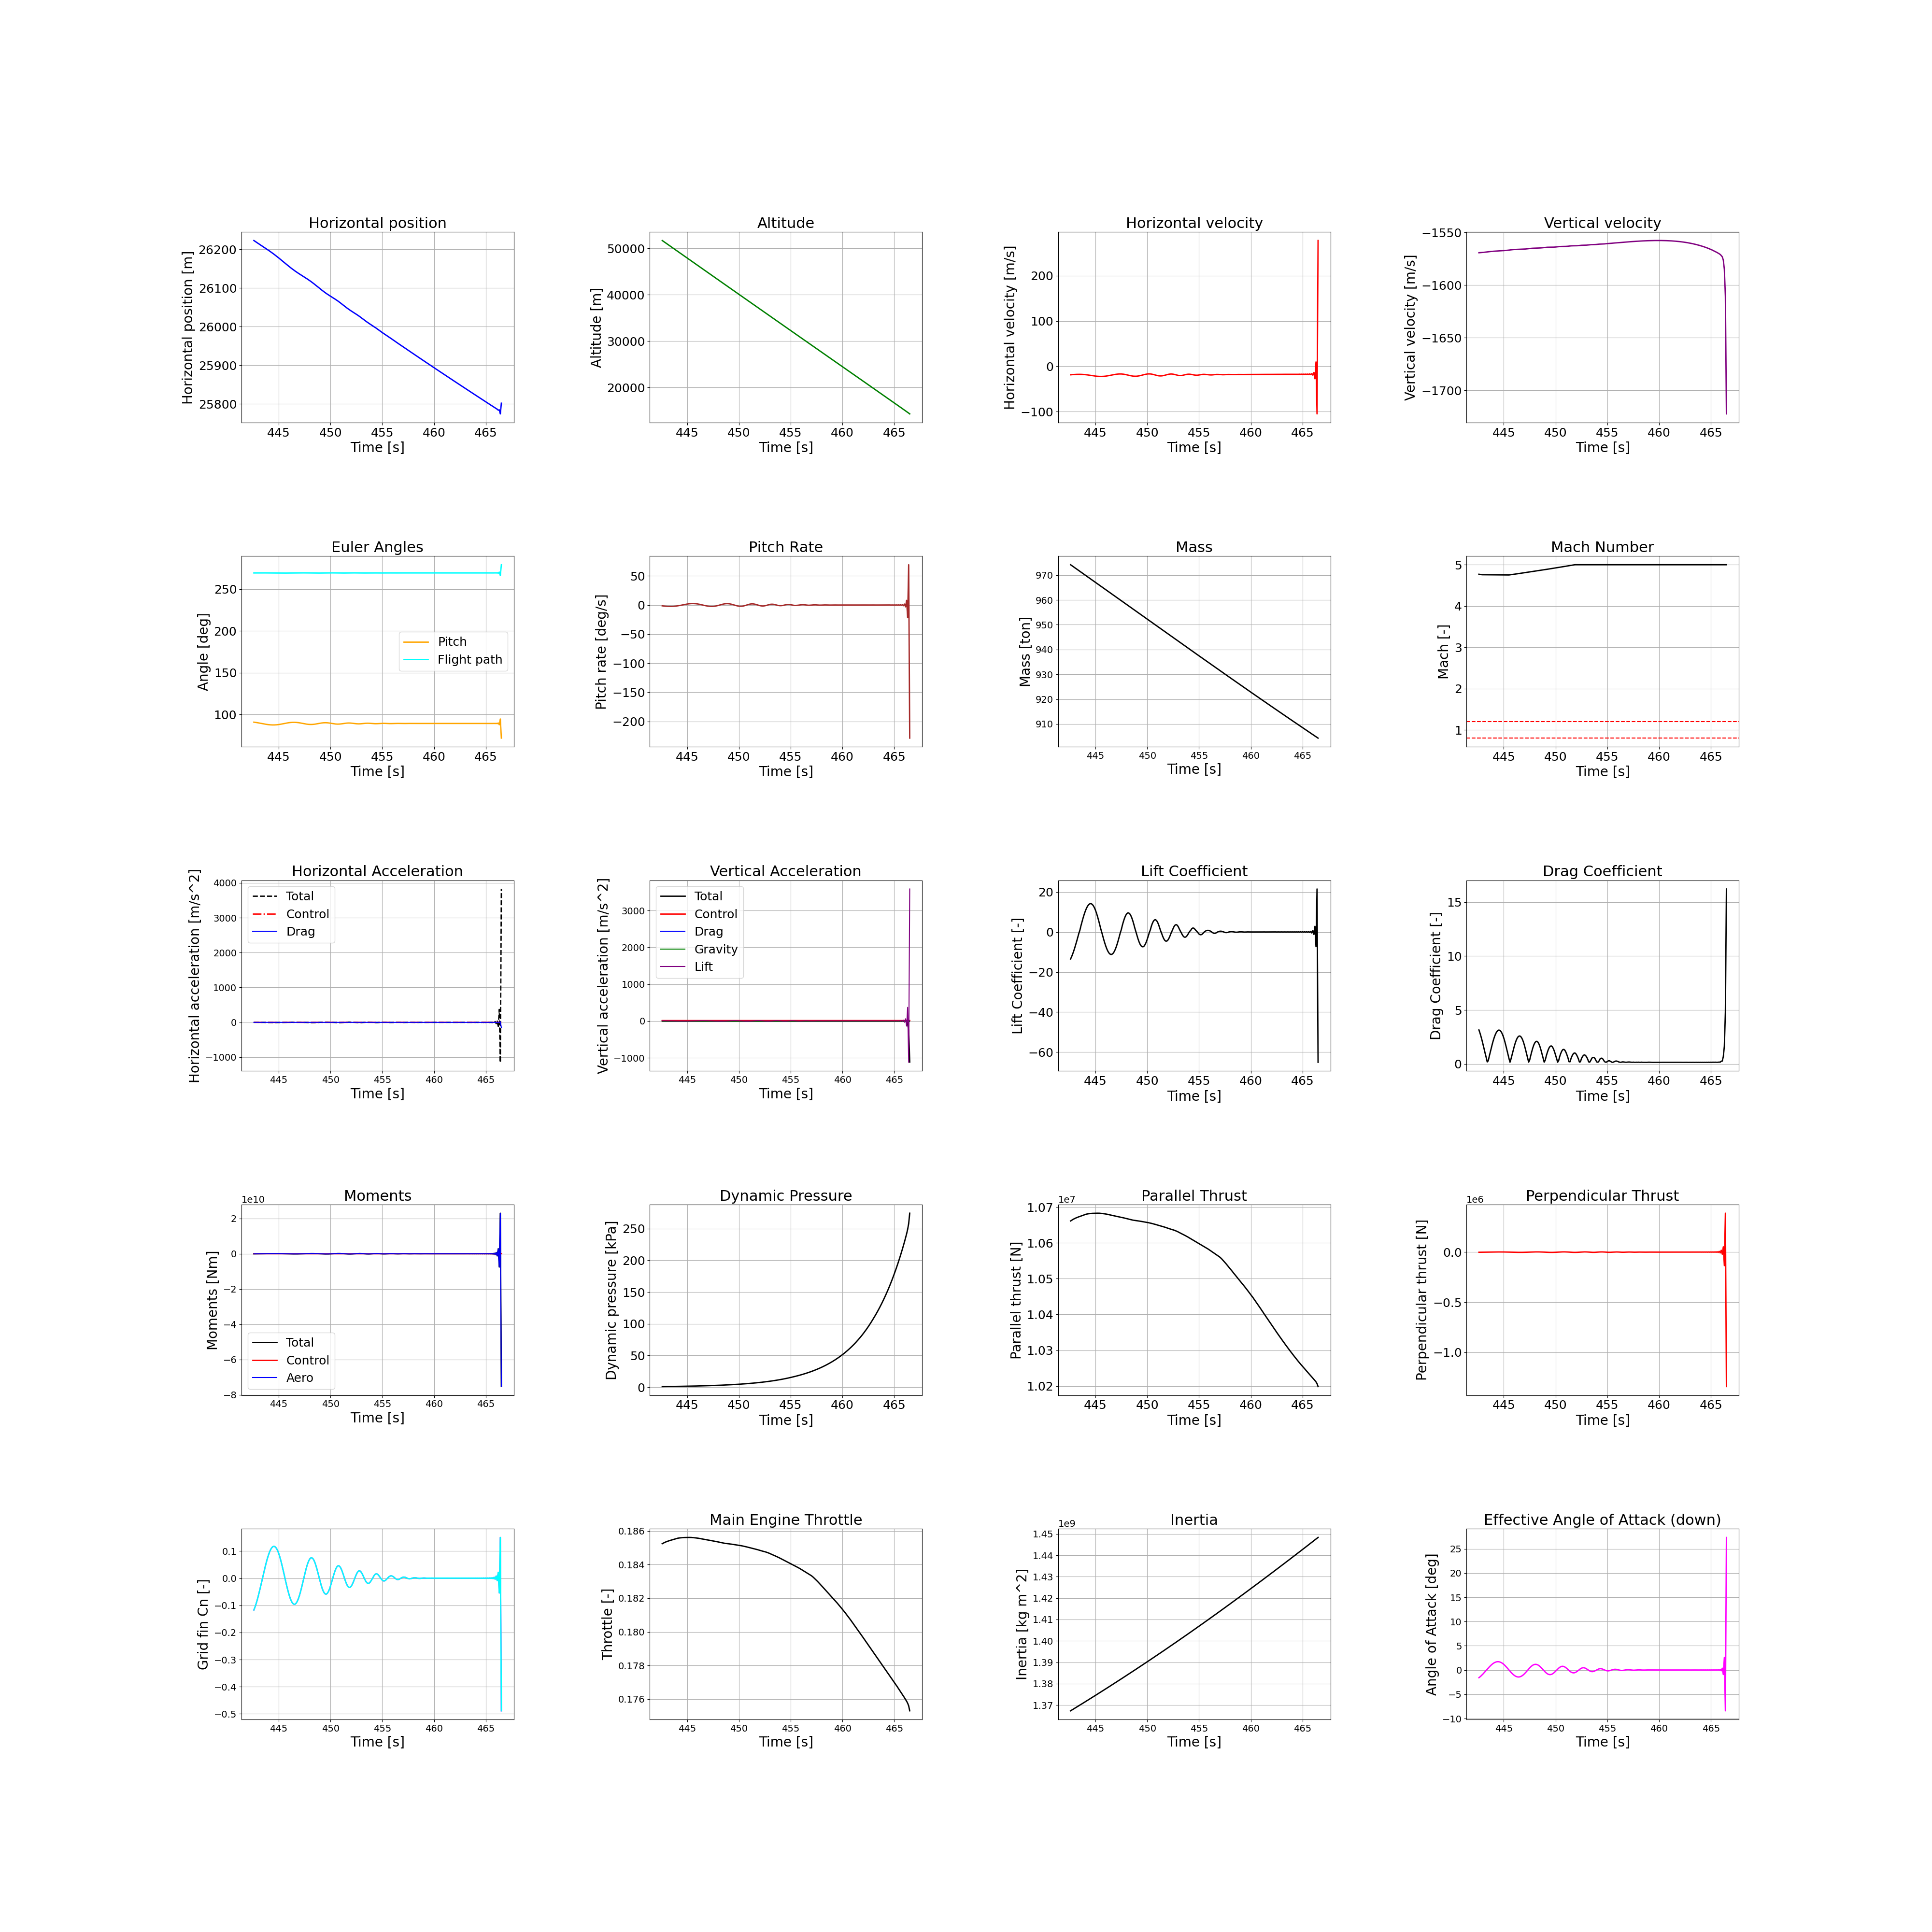 Horizontal position
Horizontal position [m]
26200
26100
26000
25900
25800
445 450 455 460 465
Time [s]
Altitude
Altitude [m]
50000
40000
30000
20000
445 450 455 460 465
Time [s]
Horizontal velocity
Horizontal velocity [m/s]
200
100
0
−100
445 450 455 460 465
Time [s]
Vertical velocity
Vertical velocity [m/s]
−1550
−1600
−1650
−1700
445 450 455 460 465
Time [s]
Euler Angles
Angle [deg]
250
200
150
100
Pitch
Flight path
445 450 455 460 465
Time [s]
Pitch Rate
Pitch rate [deg/s]
50
0
−50
−100
−150
−200
445 450 455 460 465
Time [s]
Mass
Mass [ton]
970
960
950
940
930
920
910
445 450 455 460 465
Time [s]
Mach Number
Mach [-]
5
4
3
2
1
445 450 455 460 465
Time [s]
Horizontal Acceleration
Horizontal acceleration [m/s^2]
4000
3000
2000
1000
0
−1000
Total
Control
Drag
445 450 455 460 465
Time [s]
Vertical Acceleration
Vertical acceleration [m/s^2]
3000
2000
1000
0
−1000
Total
Control
Drag
Gravity
Lift
445 450 455 460 465
Time [s]
Lift Coefficient
Lift Coefficient [-]
20
0
−20
−40
−60
445 450 455 460 465
Time [s]
Drag Coefficient
Drag Coefficient [-]
15
10
5
0
445 450 455 460 465
Time [s]
Moments
1e10
Moments [Nm]
2
0
−2
−4
−6
−8
Total
Control
Aero
445 450 455 460 465
Time [s]
Dynamic Pressure
Dynamic pressure [kPa]
250
200
150
100
50
0
445 450 455 460 465
Time [s]
Parallel Thrust
1e7
Parallel thrust [N]
1.07
1.06
1.05
1.04
1.03
1.02
445 450 455 460 465
Time [s]
Perpendicular Thrust
1e6
Perpendicular thrust [N]
0.0
−0.5
−1.0
445 450 455 460 465
Time [s]
Grid fin Cn [-]
0.1
0.0
−0.1
−0.2
−0.3
−0.4
−0.5
445 450 455 460 465
Time [s]
Main Engine Throttle
Throttle [-]
0.186
0.184
0.182
0.180
0.178
0.176
445 450 455 460 465
Time [s]
Inertia
1e9
Inertia [kg m^2]
1.45
1.44
1.43
1.42
1.41
1.40
1.39
1.38
1.37
445 450 455 460 465
Time [s]
Effective Angle of Attack (down)
Angle of Attack [deg]
25
20
15
10
5
0
−5
−10
445 450 455 460 465
Time [s]